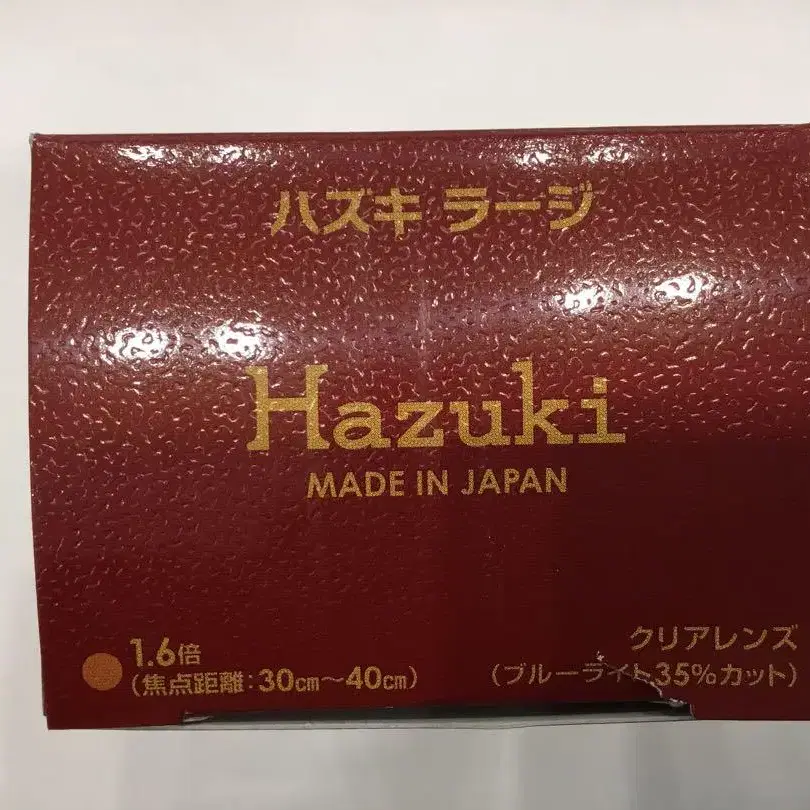 ハズキ ラージ
Hazuki
MADE IN JAPAN
1.6倍
(焦点距離:30cm〜40cm)
クリアレンズ
(ブルーライト35%カット)